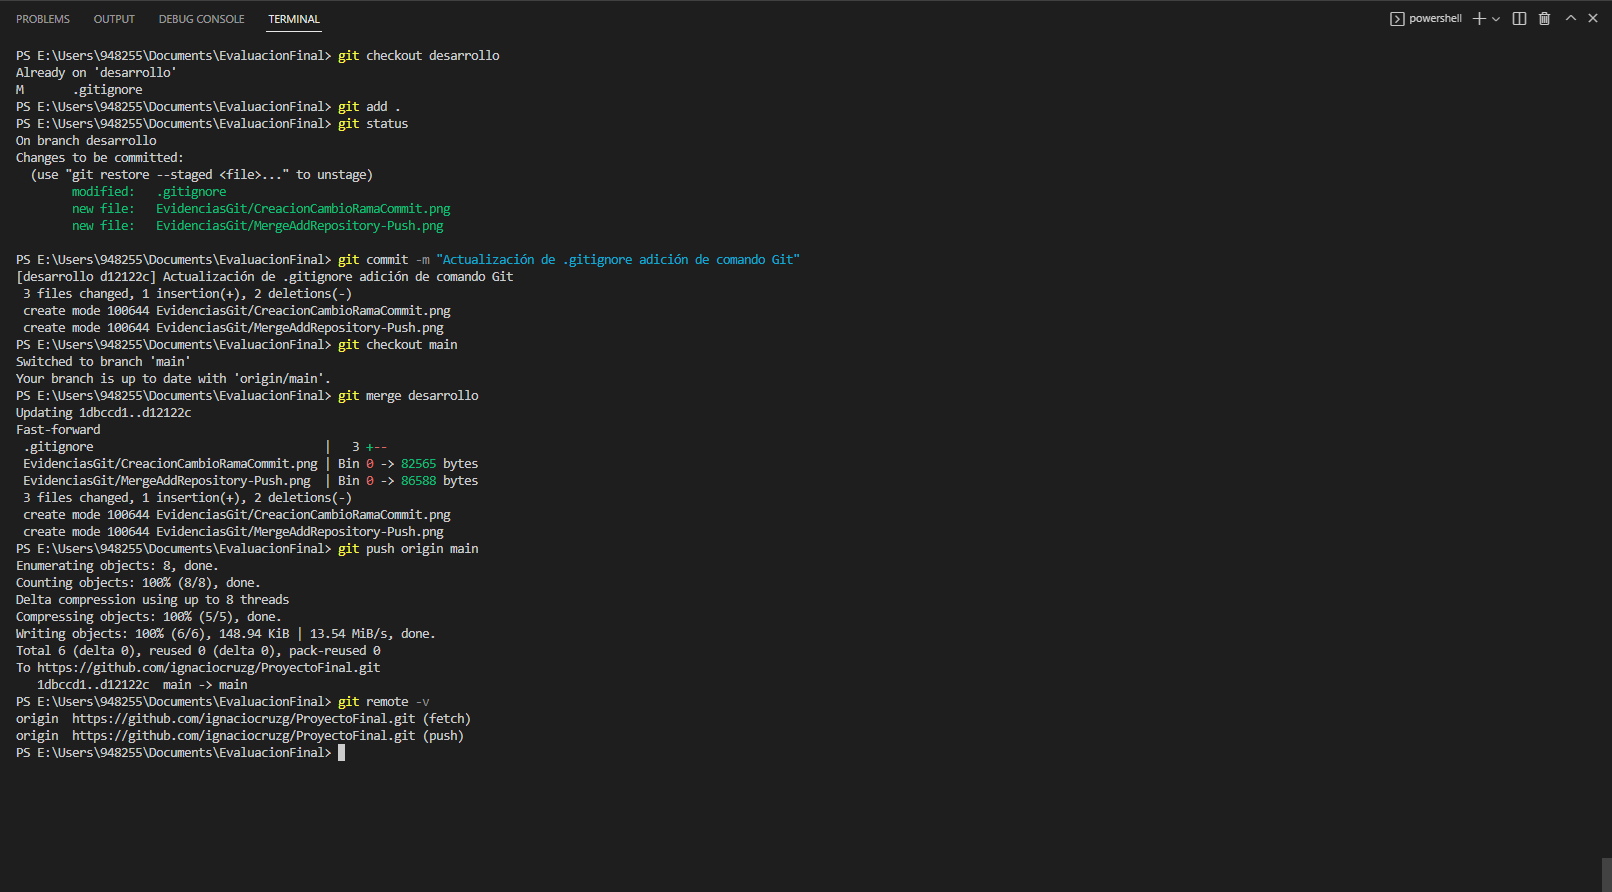 PROBLEMS OUTPUT DEBUG CONSOLE TERMINAL powershell
PS E:\Users\948255\Documents\EvaluacionFinal> git checkout desarrollo
Already on 'desarrollo'
M       .gitignore
PS E:\Users\948255\Documents\EvaluacionFinal> git add .
PS E:\Users\948255\Documents\EvaluacionFinal> git status
On branch desarrollo
Changes to be committed:
  (use "git restore --staged <file>..." to unstage)
        modified:   .gitignore
        new file:   EvidenciasGit/CreacionCambioRamaCommit.png
        new file:   EvidenciasGit/MergeAddRepository-Push.png
PS E:\Users\948255\Documents\EvaluacionFinal> git commit -m "Actualización de .gitignore adición de comando Git"
[desarrollo d12122c] Actualización de .gitignore adición de comando Git
 3 files changed, 1 insertion(+), 2 deletions(-)
 create mode 100644 EvidenciasGit/CreacionCambioRamaCommit.png
 create mode 100644 EvidenciasGit/MergeAddRepository-Push.png
PS E:\Users\948255\Documents\EvaluacionFinal> git checkout main
Switched to branch 'main'
Your branch is up to date with 'origin/main'.
PS E:\Users\948255\Documents\EvaluacionFinal> git merge desarrollo
Updating 1dbccd1..d12122c
Fast-forward
 .gitignore                                 |   3 +--
 EvidenciasGit/CreacionCambioRamaCommit.png | Bin 0 -> 82565 bytes
 EvidenciasGit/MergeAddRepository-Push.png  | Bin 0 -> 86588 bytes
 3 files changed, 1 insertion(+), 2 deletions(-)
 create mode 100644 EvidenciasGit/CreacionCambioRamaCommit.png
 create mode 100644 EvidenciasGit/MergeAddRepository-Push.png
PS E:\Users\948255\Documents\EvaluacionFinal> git push origin main
Enumerating objects: 8, done.
Counting objects: 100% (8/8), done.
Delta compression using up to 8 threads
Compressing objects: 100% (5/5), done.
Writing objects: 100% (6/6), 148.94 KiB | 13.54 MiB/s, done.
Total 6 (delta 0), reused 0 (delta 0), pack-reused 0
To https://github.com/ignaciocruzg/ProyectoFinal.git
   1dbccd1..d12122c  main -> main
PS E:\Users\948255\Documents\EvaluacionFinal> git remote -v
origin  https://github.com/ignaciocruzg/ProyectoFinal.git (fetch)
origin  https://github.com/ignaciocruzg/ProyectoFinal.git (push)
PS E:\Users\948255\Documents\EvaluacionFinal>